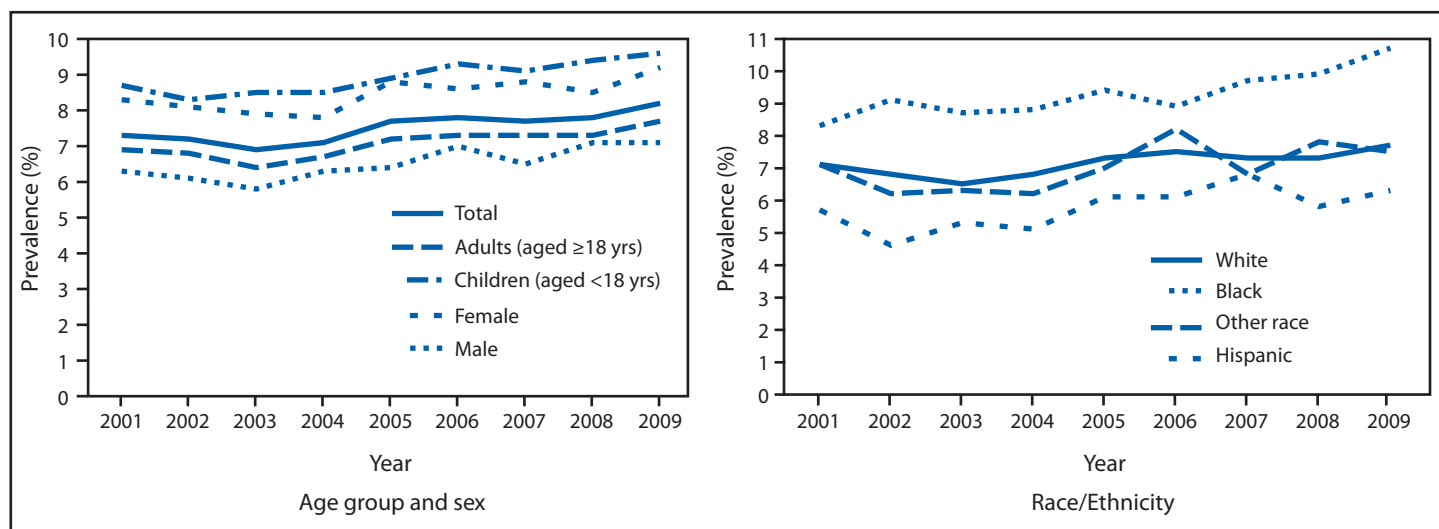 10
9
8
7
6
5
4
3
2
1
0
Prevalence (%)
Total
Adults (aged ≥18 yrs)
Children (aged <18 yrs)
Female
Male
2001 2002 2003 2004 2005 2006 2007 2008 2009
Year
Age group and sex
11
10
9
8
7
6
5
4
3
2
1
0
Prevalence (%)
White
Black
Other race
Hispanic
2001 2002 2003 2004 2005 2006 2007 2008 2009
Year
Race/Ethnicity